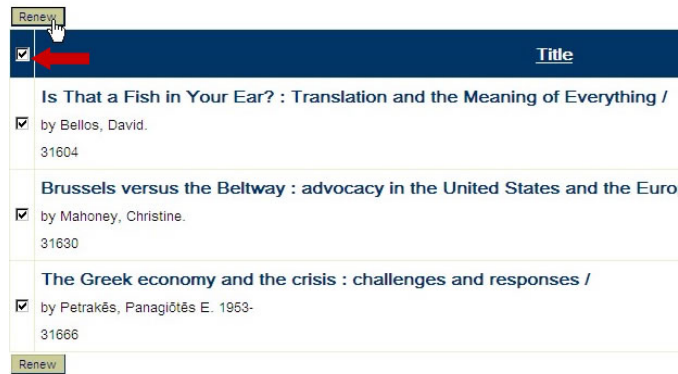 Renew
Title
Is That a Fish in Your Ear? : Translation and the Meaning of Everything /
by Bellos, David.
31604
Brussels versus the Beltway : advocacy in the United States and the Euro
by Mahoney, Christine.
31630
The Greek economy and the crisis : challenges and responses /
by Petrakēs, Panagiōtēs E. 1953-
31666
Renew